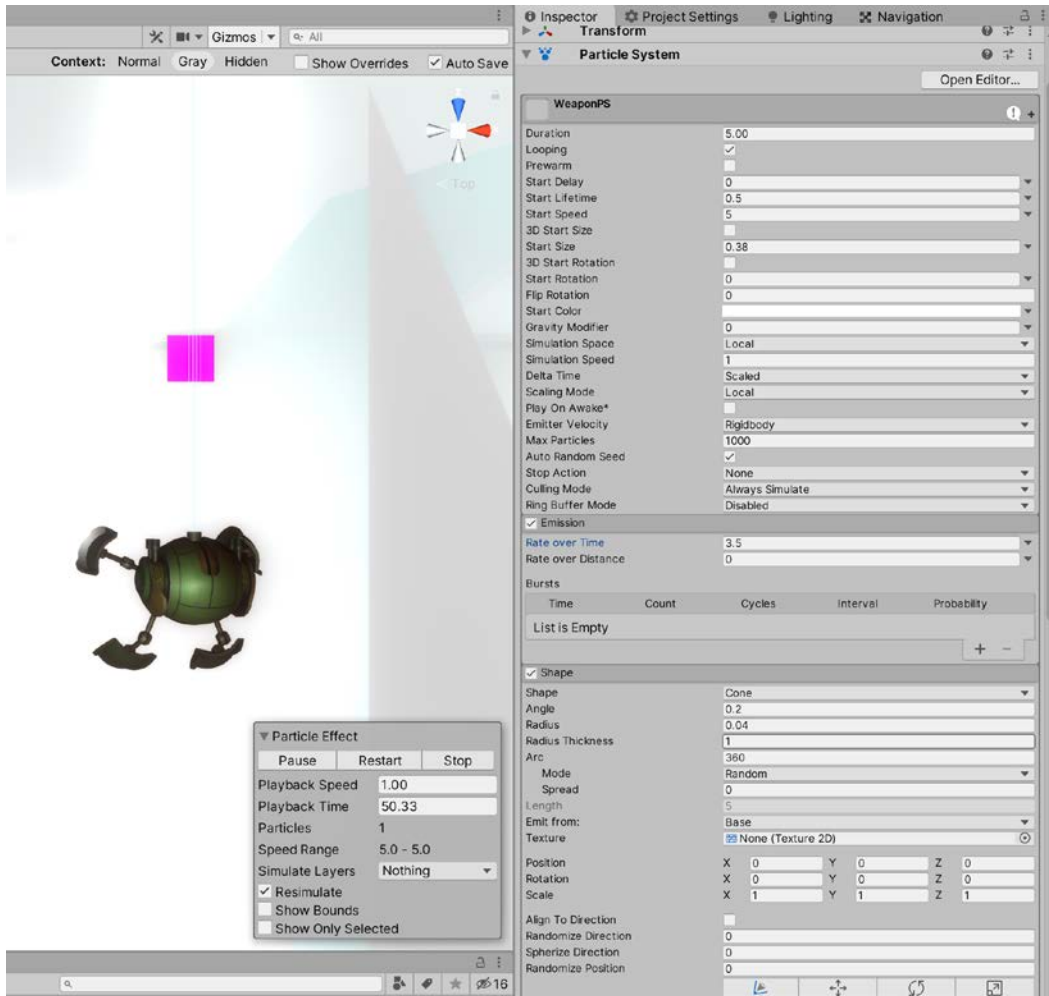 Gizmos
All
Context: Normal Gray Hidden Show Overrides Auto Save
Top
Particle Effect
Pause Restart Stop
Playback Speed 1.00
Playback Time 50.33
Particles 1
Speed Range 5.0 - 5.0
Simulate Layers Nothing
Resimulate
Show Bounds
Show Only Selected
16
Inspector Project Settings Lighting Navigation
Transform
Particle System
Open Editor...
WeaponPS
Duration 5.00
Looping
Prewarm
Start Delay 0
Start Lifetime 0.5
Start Speed 5
3D Start Size
Start Size 0.38
3D Start Rotation
Start Rotation 0
Flip Rotation 0
Start Color
Gravity Modifier 0
Simulation Space Local
Simulation Speed 1
Delta Time Scaled
Scaling Mode Local
Play On Awake*
Emitter Velocity Rigidbody
Max Particles 1000
Auto Random Seed
Stop Action None
Culling Mode Always Simulate
Ring Buffer Mode Disabled
Emission
Rate over Time 3.5
Rate over Distance 0
Bursts
Time Count Cycles Interval Probability
List is Empty
Shape
Shape Cone
Angle 0.2
Radius 0.04
Radius Thickness 1
Arc 360
Mode Random
Spread 0
Length 5
Emit from: Base
Texture None (Texture 2D)
Position X 0 Y 0 Z 0
Rotation X 0 Y 0 Z 0
Scale X 1 Y 1 Z 1
Align To Direction
Randomize Direction 0
Spherize Direction 0
Randomize Position 0